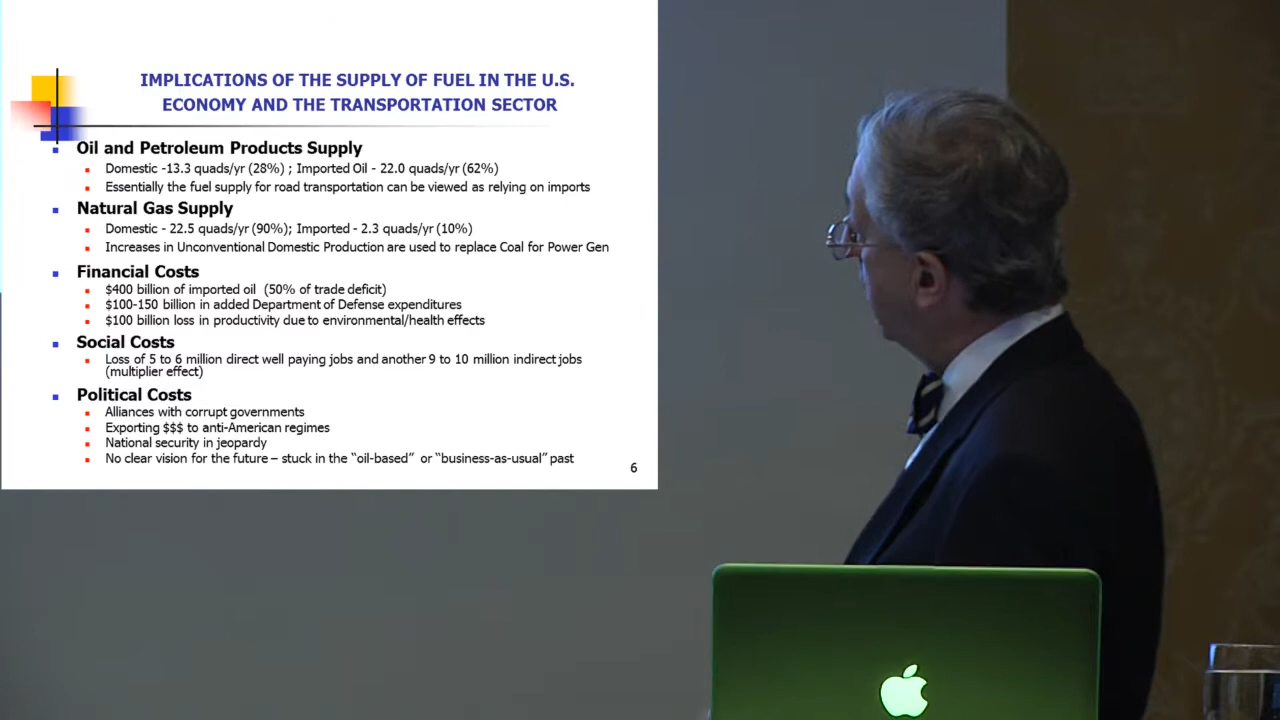 IMPLICATIONS OF THE SUPPLY OF FUEL IN THE U.S.
ECONOMY AND THE TRANSPORTATION SECTOR
Oil and Petroleum Products Supply
Domestic -13.3 quads/yr (28%) ; Imported Oil - 22.0 quads/yr (62%)
Essentially the fuel supply for road transportation can be viewed as relying on imports
Natural Gas Supply
Domestic - 22.5 quads/yr (90%); Imported - 2.3 quads/yr (10%)
Increases in Unconventional Domestic Production are used to replace Coal for Power Gen
Financial Costs
$400 billion of imported oil (50% of trade deficit)
$100-150 billion in added Department of Defense expenditures
$100 billion loss in productivity due to environmental/health effects
Social Costs
Loss of 5 to 6 million direct well paying jobs and another 9 to 10 million indirect jobs
(multiplier effect)
Political Costs
Alliances with corrupt governments
Exporting $$$ to anti-American regimes
National security in jeopardy
No clear vision for the future – stuck in the “oil-based” or “business-as-usual” past
6